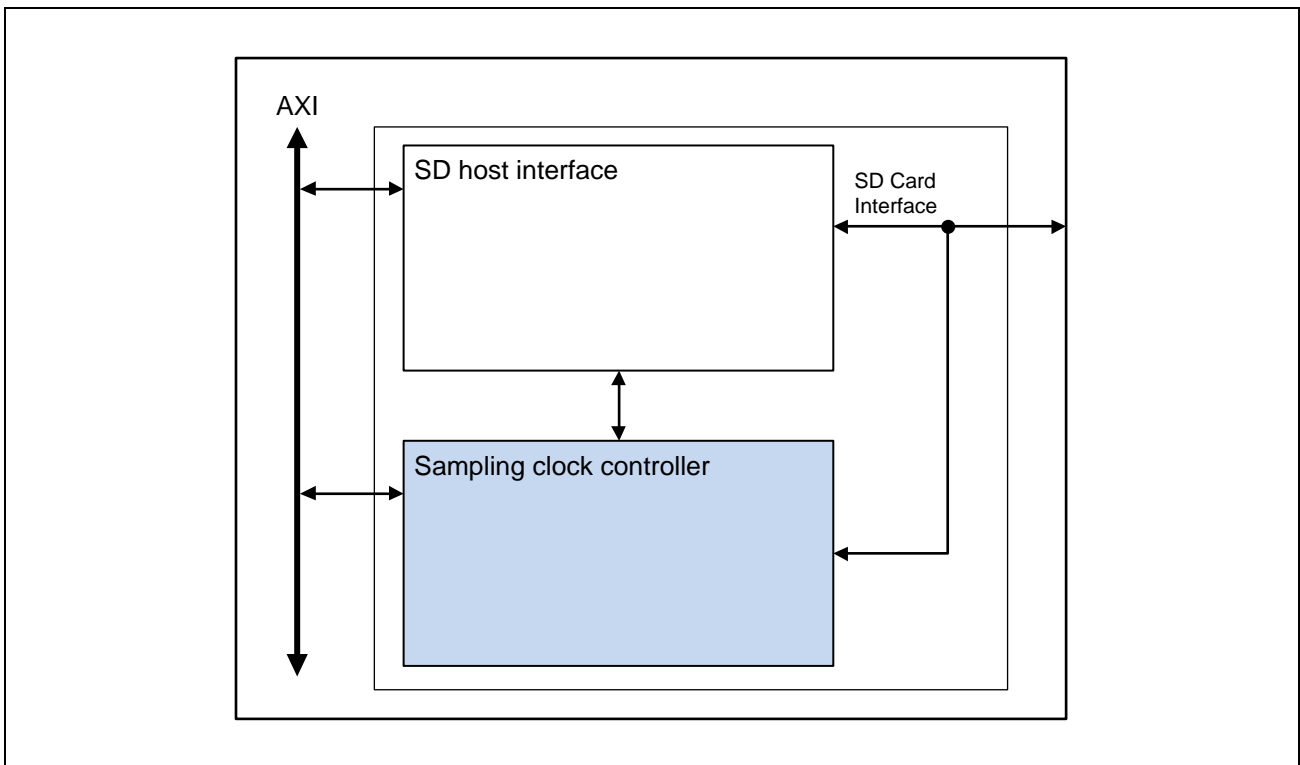 AXI
SD host interface
SD Card
Interface
Sampling clock controller